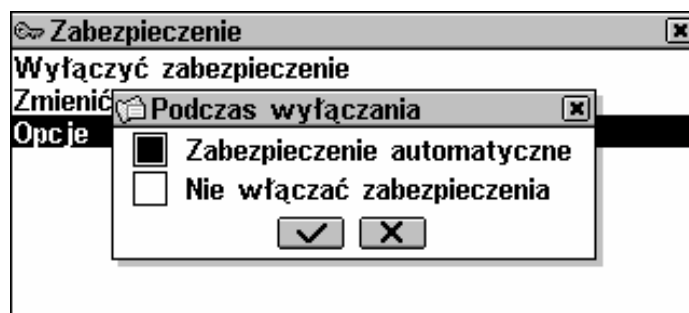 Zabezpieczenie
Wyłączyć zabezpieczenie
Zmienić
Podczas wyłączania
Opcje
Zabezpieczenie automatyczne
Nie włączać zabezpieczenia